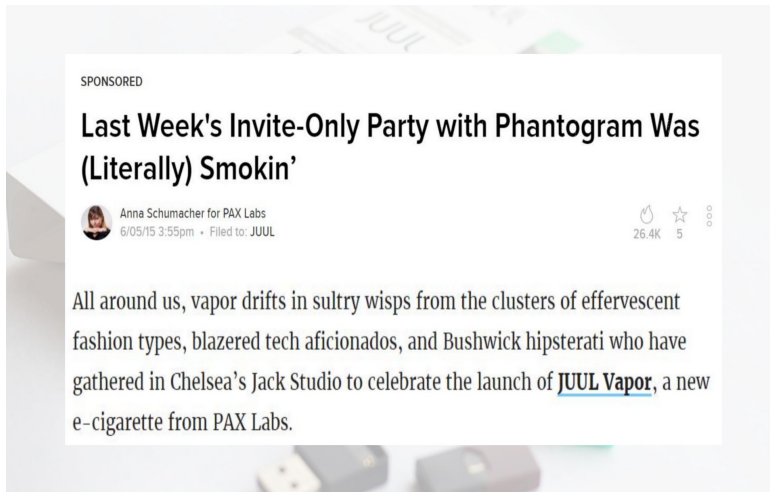 JUUL
SPONSORED
Last Week's Invite-Only Party with Phantogram Was
(Literally) Smokin’
Anna Schumacher for PAX Labs
6/05/15 3:55pm • Filed to: JUUL
26.4K 5
All around us, vapor drifts in sultry wisps from the clusters of effervescent
fashion types, blazered tech aficionados, and Bushwick hipsterati who have
gathered in Chelsea’s Jack Studio to celebrate the launch of JUUL Vapor, a new
e-cigarette from PAX Labs.